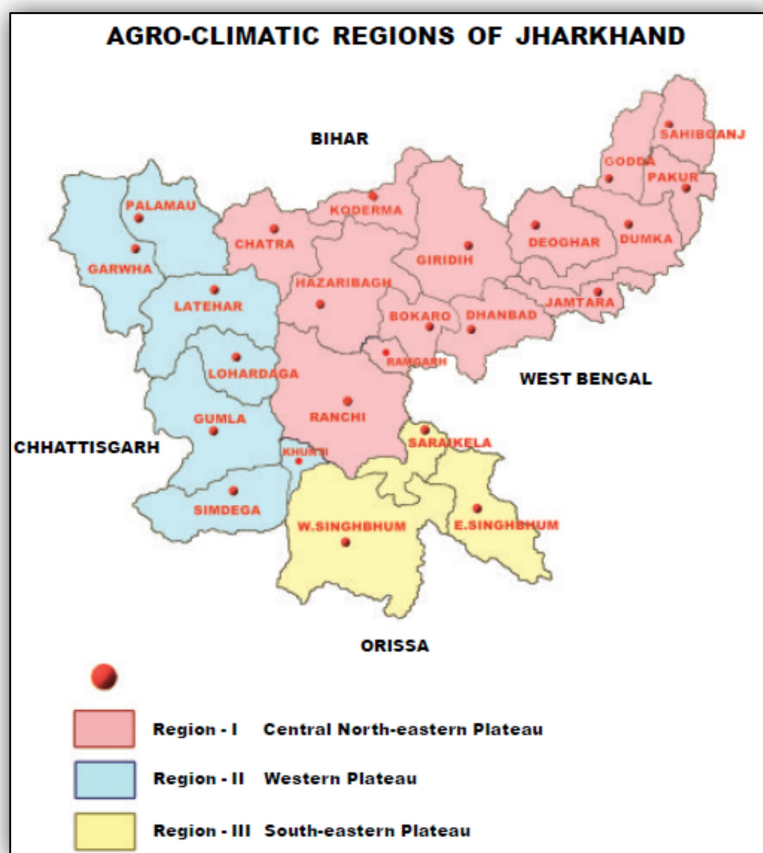 AGRO-CLIMATIC REGIONS OF JHARKHAND
BIHAR
SAHIBGANJ
GODDA
PAKUR
PALAMAU
KODERMA
CHATRA
DEOGHAR
DUMKA
GARWHA
GIRIDIH
HAZARIBAGH
LATEHAR
JAMTARA
BOKARO
DHANBAD
RAMGARH
LOHARDAGA
WEST BENGAL
RANCHI
GUMLA
CHHATTISGARH
SARAIKELA
KHUNTI
SIMDEGA
W.SINGHBHUM
E.SINGHBHUM
ORISSA
Region - I Central North-eastern Plateau
Region - II Western Plateau
Region - III South-eastern Plateau